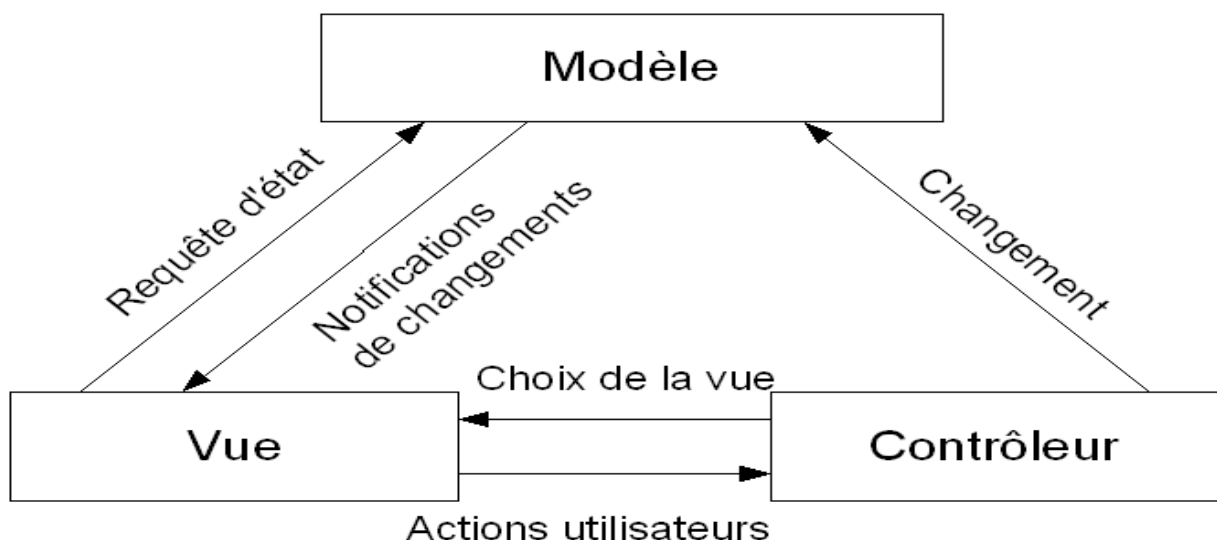 Modèle
Requête d'état
Notifications
de changements
Changement
Choix de la vue
Vue
Contrôleur
Actions utilisateurs